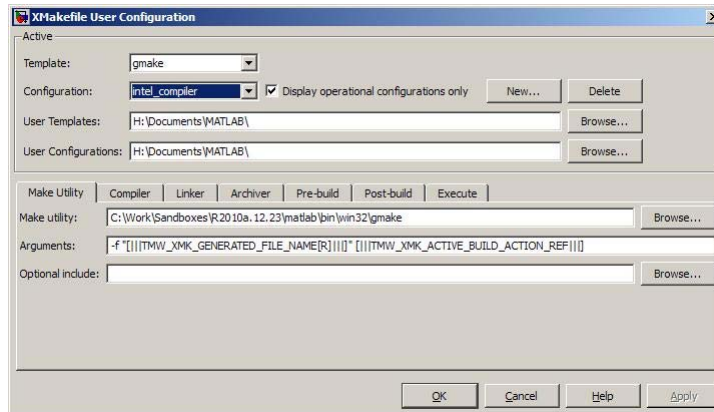 XMakefile User Configuration
Active
Template: gmake
Configuration: intel_compiler Display operational configurations only New... Delete
User Templates: H:\Documents\MATLAB\ Browse...
User Configurations: H:\Documents\MATLAB\ Browse...
Make Utility Compiler Linker Archiver Pre-build Post-build Execute
Make utility: C:\Work\Sandboxes\R2010a.12.23\matlab\bin\win32\gmake Browse...
Arguments: -f "[|||TMW_XMK_GENERATED_FILE_NAME[R]|||]" [|||TMW_XMK_ACTIVE_BUILD_ACTION_REF|||]
Optional include: Browse...
OK Cancel Help Apply